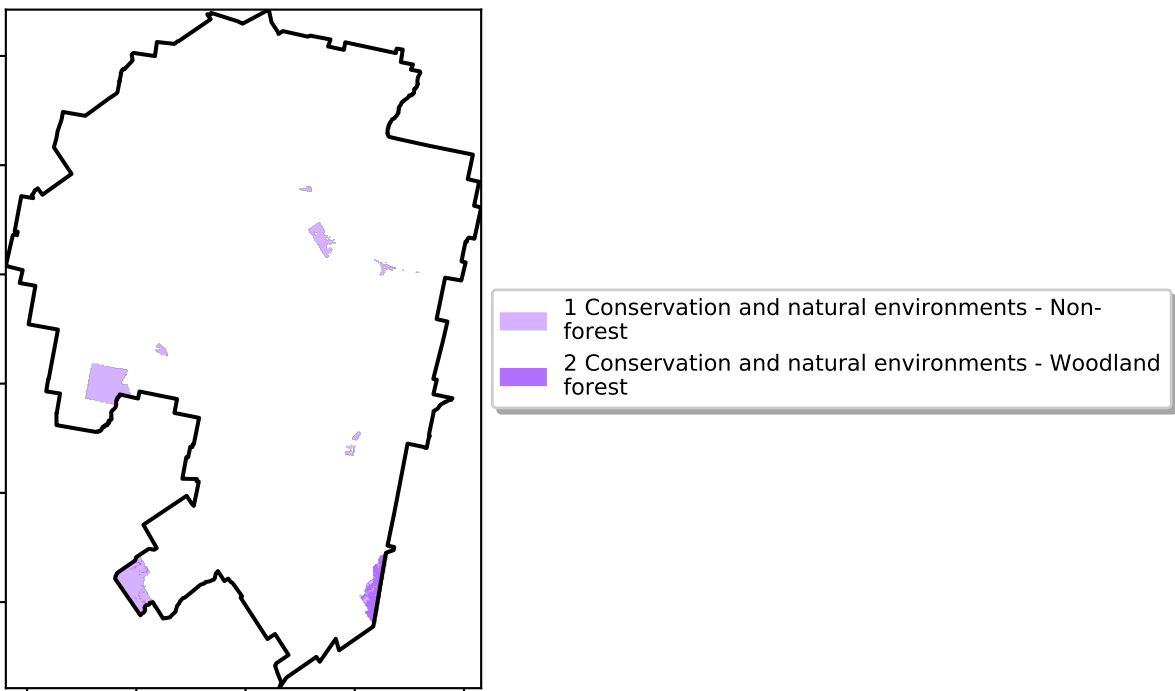 1 Conservation and natural environments - Non-
forest
2 Conservation and natural environments - Woodland
forest